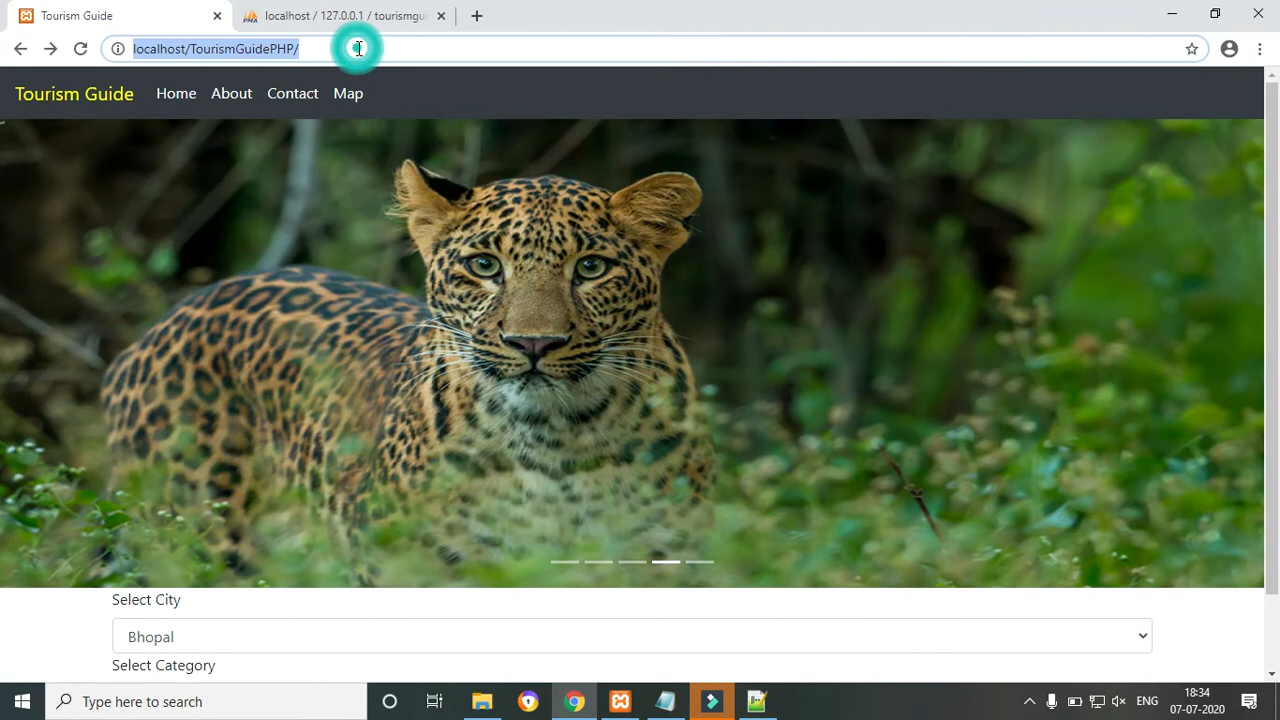 Tourism Guide
localhost / 127.0.0.1 / tourismgu
localhost/TourismGuidePHP/
Tourism Guide Home About Contact Map
Select City
Bhopal
Select Category
Type here to search
ENG
18:34
07-07-2020